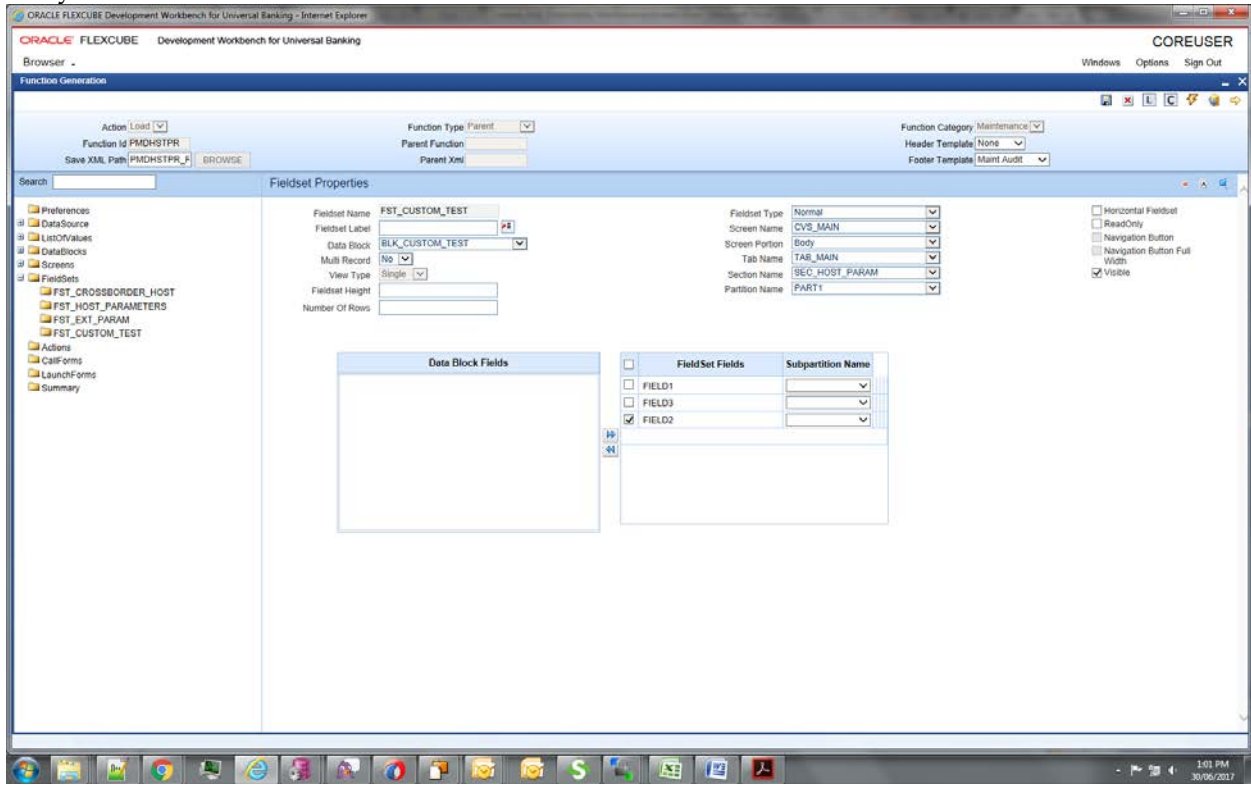 ORACLE FLEXCUBE Development Workbench for Universal Banking - Internet Explorer
ORACLE FLEXCUBE Development Workbench for Universal Banking
COREUSER
Browser
Windows Options Sign Out
Function Generation
L C
Action Load
Function Type Parent
Function Category Maintenance
Function Id PMDHSTPR
Parent Function
Header Template None
Save XML Path PMDHSTPR_F BROWSE
Parent Xml
Footer Template Maint Audit
Search
Fieldset Properties
Preferences
DataSource
ListOfValues
DataBlocks
Screens
FieldSets
FST_CROSSBORDER_HOST
FST_HOST_PARAMETERS
FST_EXT_PARAM
FST_CUSTOM_TEST
Actions
CallForms
LaunchForms
Summary
Fieldset Name FST_CUSTOM_TEST
Fieldset Label
Data Block BLK_CUSTOM_TEST
Multi Record No
View Type Single
Fieldset Height
Number Of Rows
Fieldset Type Normal
Screen Name CVS_MAIN
Screen Portion Body
Tab Name TAB_MAIN
Section Name SEC_HOST_PARAM
Partition Name PART1
Horizontal Fieldset
ReadOnly
Navigation Button
Navigation Button Full
Width
Visible
Data Block Fields
FieldSet Fields Subpartition Name
FIELD1
FIELD3
FIELD2
1:01 PM
30/06/2017